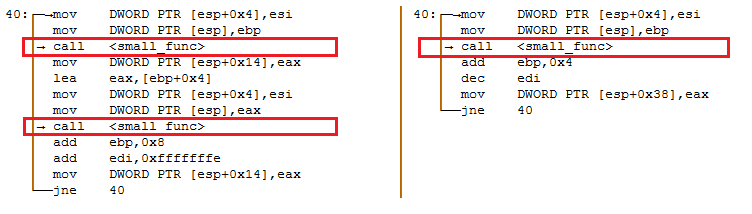 40: mov DWORD PTR [esp+0x4],esi
mov DWORD PTR [esp],ebp
call <small_func>
mov DWORD PTR [esp+0x14],eax
lea eax,[ebp+0x4]
mov DWORD PTR [esp+0x4],esi
mov DWORD PTR [esp],eax
call <small func>
add ebp,0x8
add edi,0xfffffffe
mov DWORD PTR [esp+0x14],eax
jne 40
40: mov DWORD PTR [esp+0x4],esi
mov DWORD PTR [esp],ebp
call <small_func>
add ebp,0x4
dec edi
mov DWORD PTR [esp+0x38],eax
jne 40